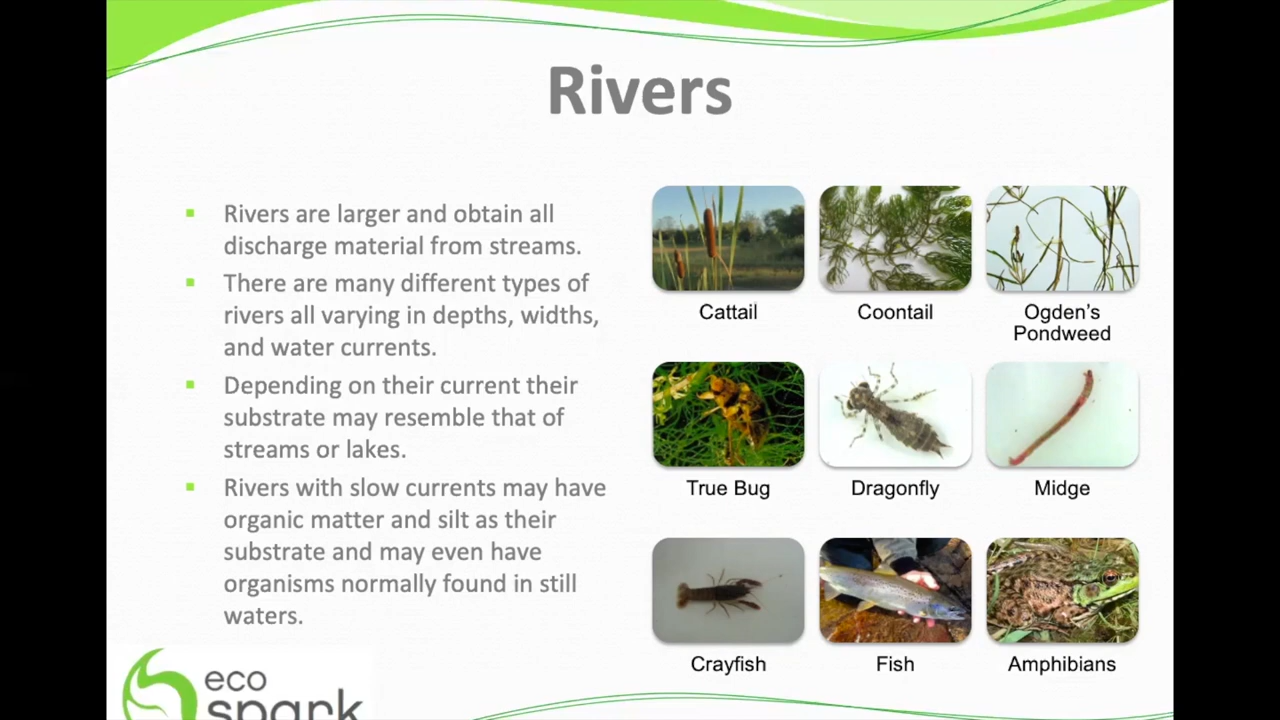 Rivers
Rivers are larger and obtain all
discharge material from streams.
There are many different types of
rivers all varying in depths, widths,
and water currents.
Depending on their current their
substrate may resemble that of
streams or lakes.
Rivers with slow currents may have
organic matter and silt as their
substrate and may even have
organisms normally found in still
waters.
Cattail
Coontail
Ogden's
Pondweed
True Bug
Dragonfly
Midge
Crayfish
Fish
Amphibians
eco
spark